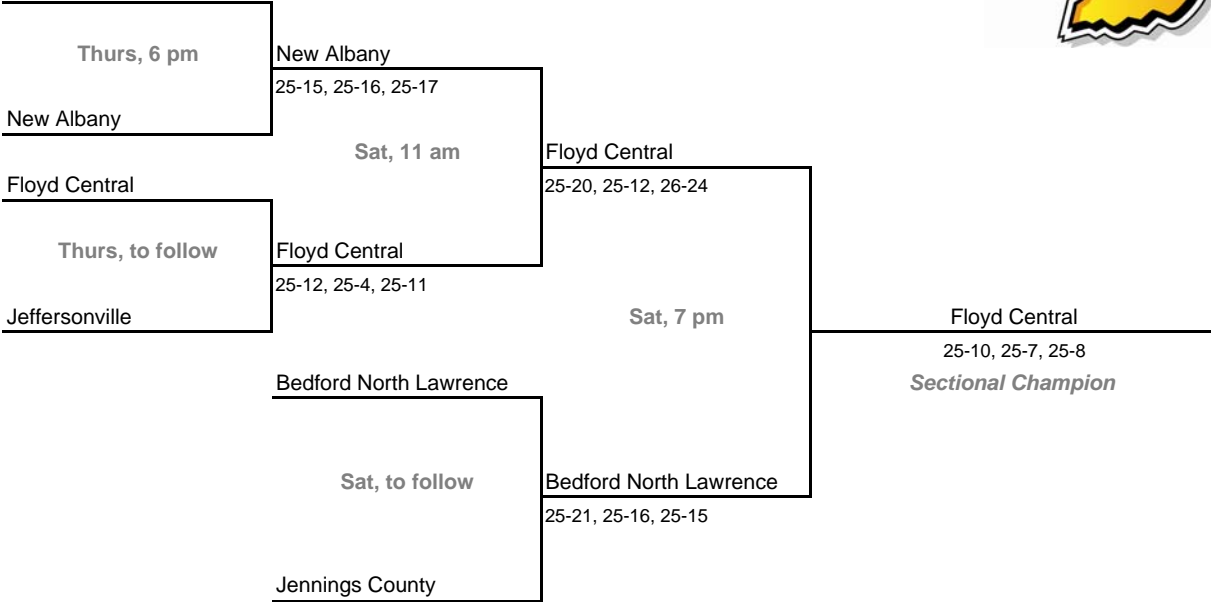 Thurs, 6 pm
New Albany
25-15, 25-16, 25-17
New Albany
Sat, 11 am
Floyd Central
Floyd Central
25-20, 25-12, 26-24
Thurs, to follow
Floyd Central
25-12, 25-4, 25-11
Jeffersonville
Sat, 7 pm
Floyd Central
25-10, 25-7, 25-8
Bedford North Lawrence
Sectional Champion
Sat, to follow
Bedford North Lawrence
25-21, 25-16, 25-15
Jennings County